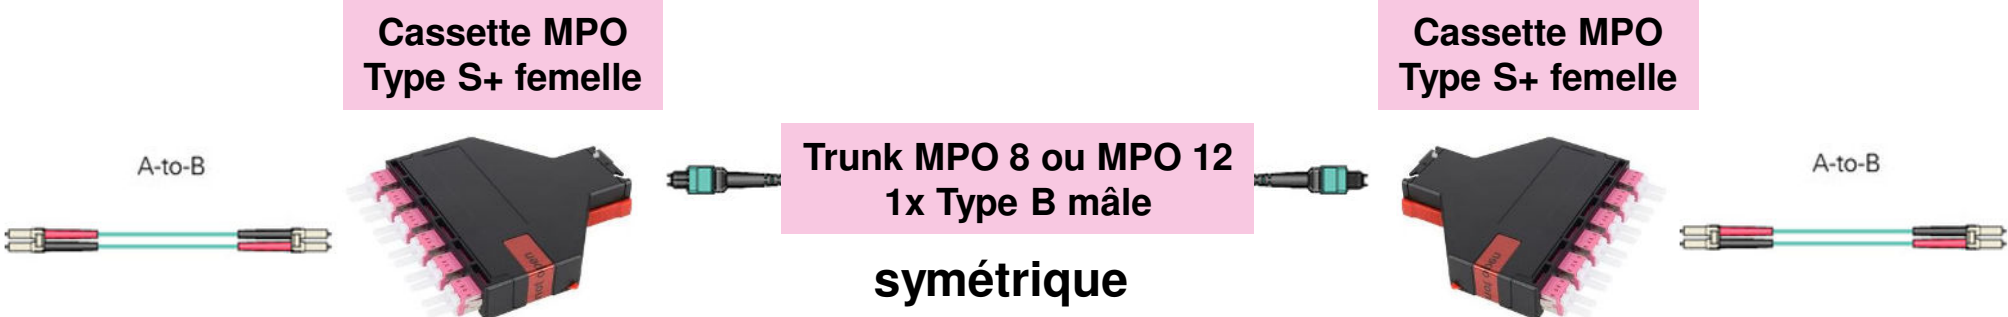 Cassette MPO
Type S+ femelle
Cassette MPO
Type S+ femelle
A-to-B
Trunk MPO 8 ou MPO 12
1x Type B mâle
A-to-B
symétrique